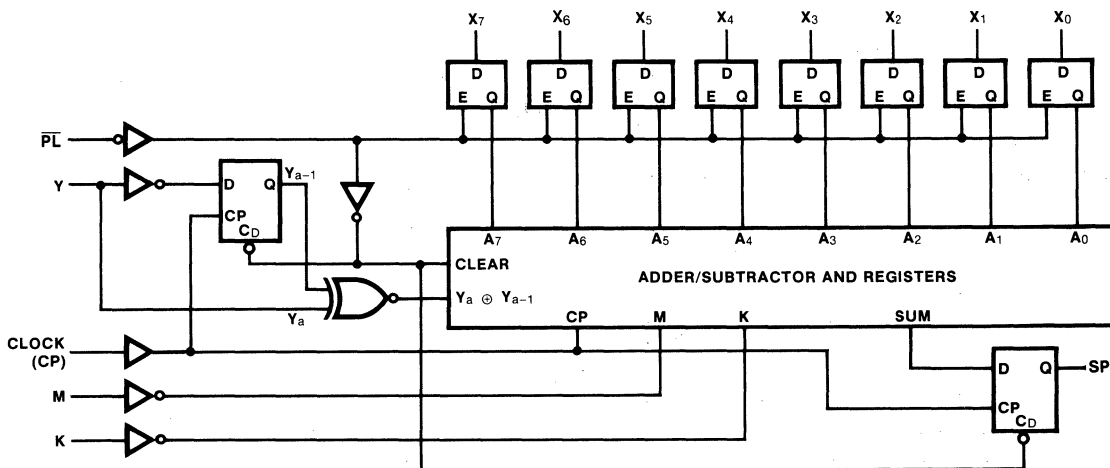 X7 X6 X5 X4 X3 X2 X1 X0
D D D D D D D D
E Q E Q E Q E Q E Q E Q E Q E Q
PL
Y
D Q Ya−1
CP
CD
A7 A6 A5 A4 A3 A2 A1 A0
CLEAR
ADDER/SUBTRACTOR AND REGISTERS
Ya ⊕ Ya−1
Ya
CP M K SUM
CLOCK
(CP)
D Q SP
M
CP
CD
K